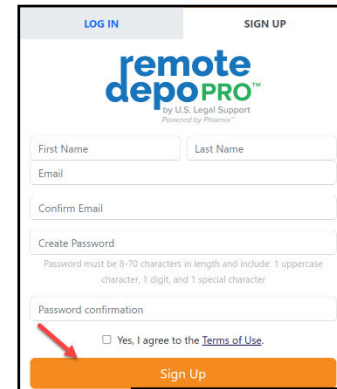 LOG IN SIGN UP
remote
depo PRO™
by U.S. Legal Support
Powered by Phoenix™
First Name Last Name
Email
Confirm Email
Create Password
Password must be 8-70 characters in length and include: 1 uppercase
character, 1 digit, and 1 special character
Password confirmation
Yes, I agree to the Terms of Use.
Sign Up